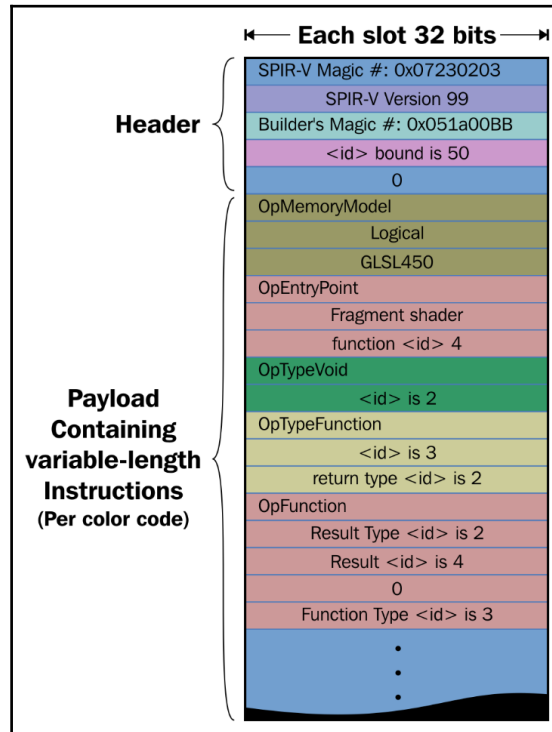 Each slot 32 bits
Header
SPIR-V Magic #: 0x07230203
SPIR-V Version 99
Builder's Magic #: 0x051a00BB
<id> bound is 50
0
Payload
Containing
variable-length
Instructions
(Per color code)
OpMemoryModel
Logical
GLSL450
OpEntryPoint
Fragment shader
function <id> 4
OpTypeVoid
<id> is 2
OpTypeFunction
<id> is 3
return type <id> is 2
OpFunction
Result Type <id> is 2
Result <id> is 4
0
Function Type <id> is 3